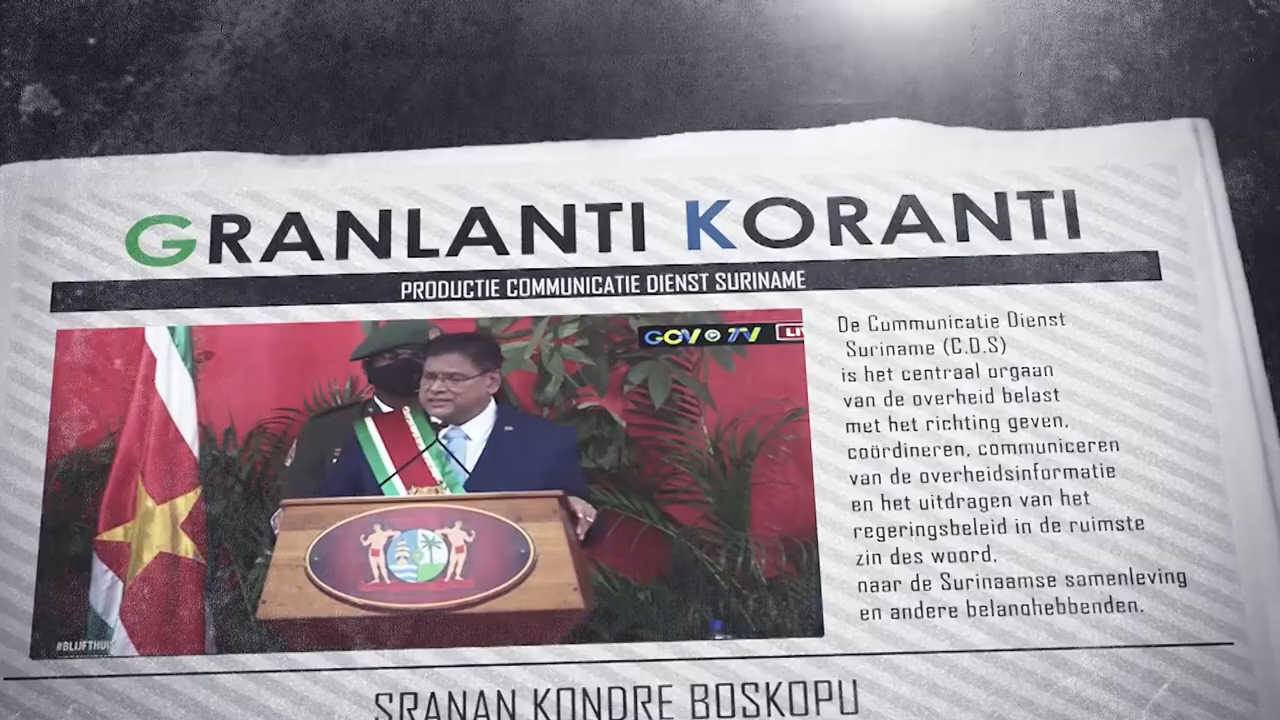 GRANLANTI KORANTI
PRODUCTIE COMMUNICATIE DIENST SURINAME
GOV TV
#BLIJFTHUI
De Communicatie Dienst
Suriname (C.D.S)
is het centraal orgaan
van de overheid belast
met het richting geven,
coördineren, communiceren
van de overheidsinformatie
en het uitdragen van het
regeringsbeleid in de ruimste
zin des woord,
naar de Surinaamse samenleving
en andere belanghebbenden.
SRANAN KONDRE BOSKOPU